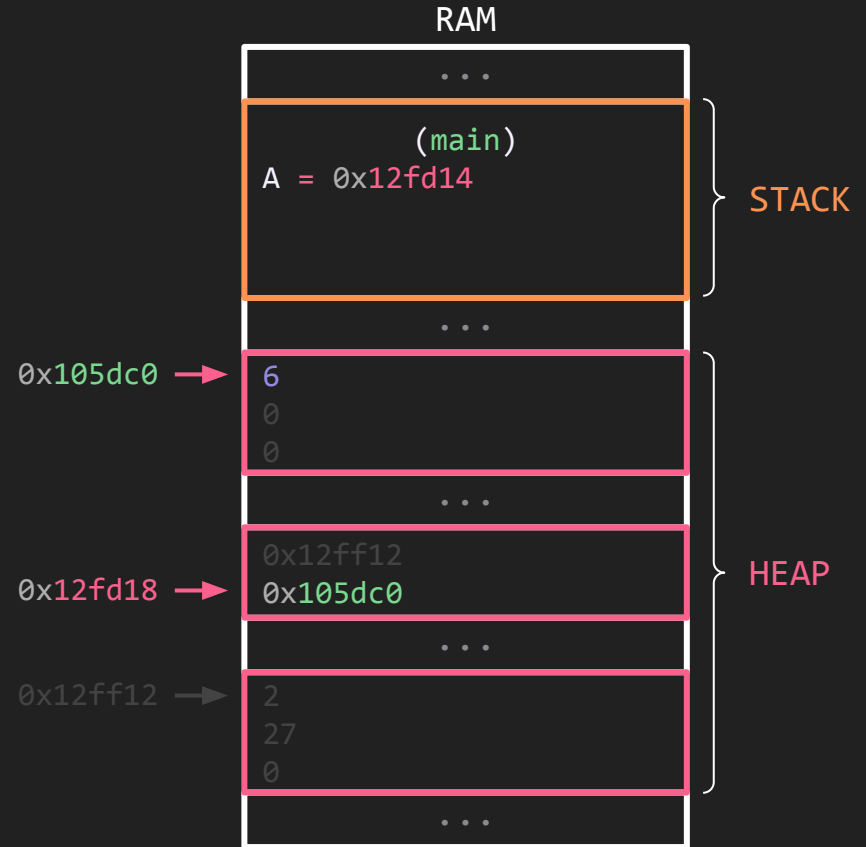 RAM
...
(main)
A = 0x12fd14
STACK
...
0x105dc0
6
0
0
...
0x12ff12
0x12fd18
0x105dc0
HEAP
...
0x12ff12
2
27
0
...